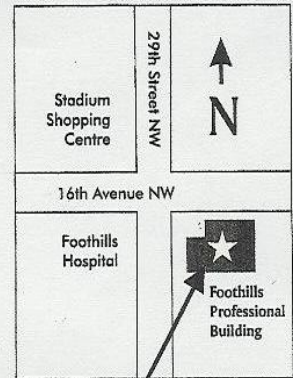 29th Street NW
N
Stadium
Shopping
Centre
16th Avenue NW
Foothills
Hospital
Foothills
Professional
Building